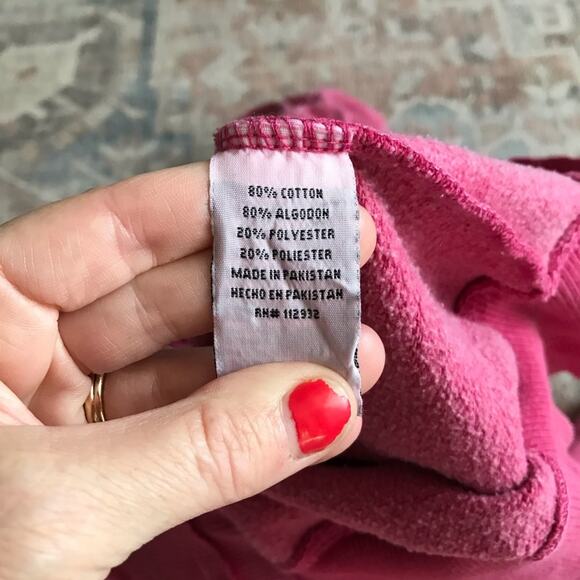 80% COTTON
80% ALGODON
20% POLYESTER
20% POLIESTER
MADE IN PAKISTAN
HECHO EN PAKISTAN
RN# 112932